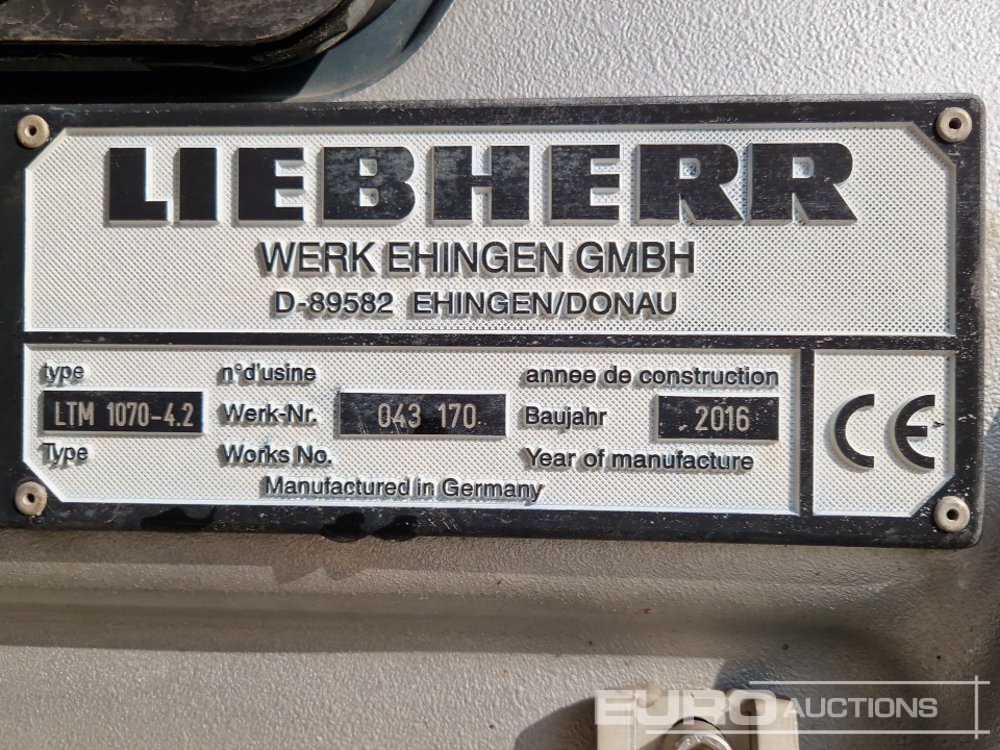 LIEBHERR
WERK EHINGEN GMBH
D-89582 EHINGEN/DONAU
type n°d'usine annee de construction
LTM 1070-4.2 Werk-Nr. 043 170 Baujahr 2016 CE
Type Works No. Year of manufacture
Manufactured in Germany
EURO AUCTIONS